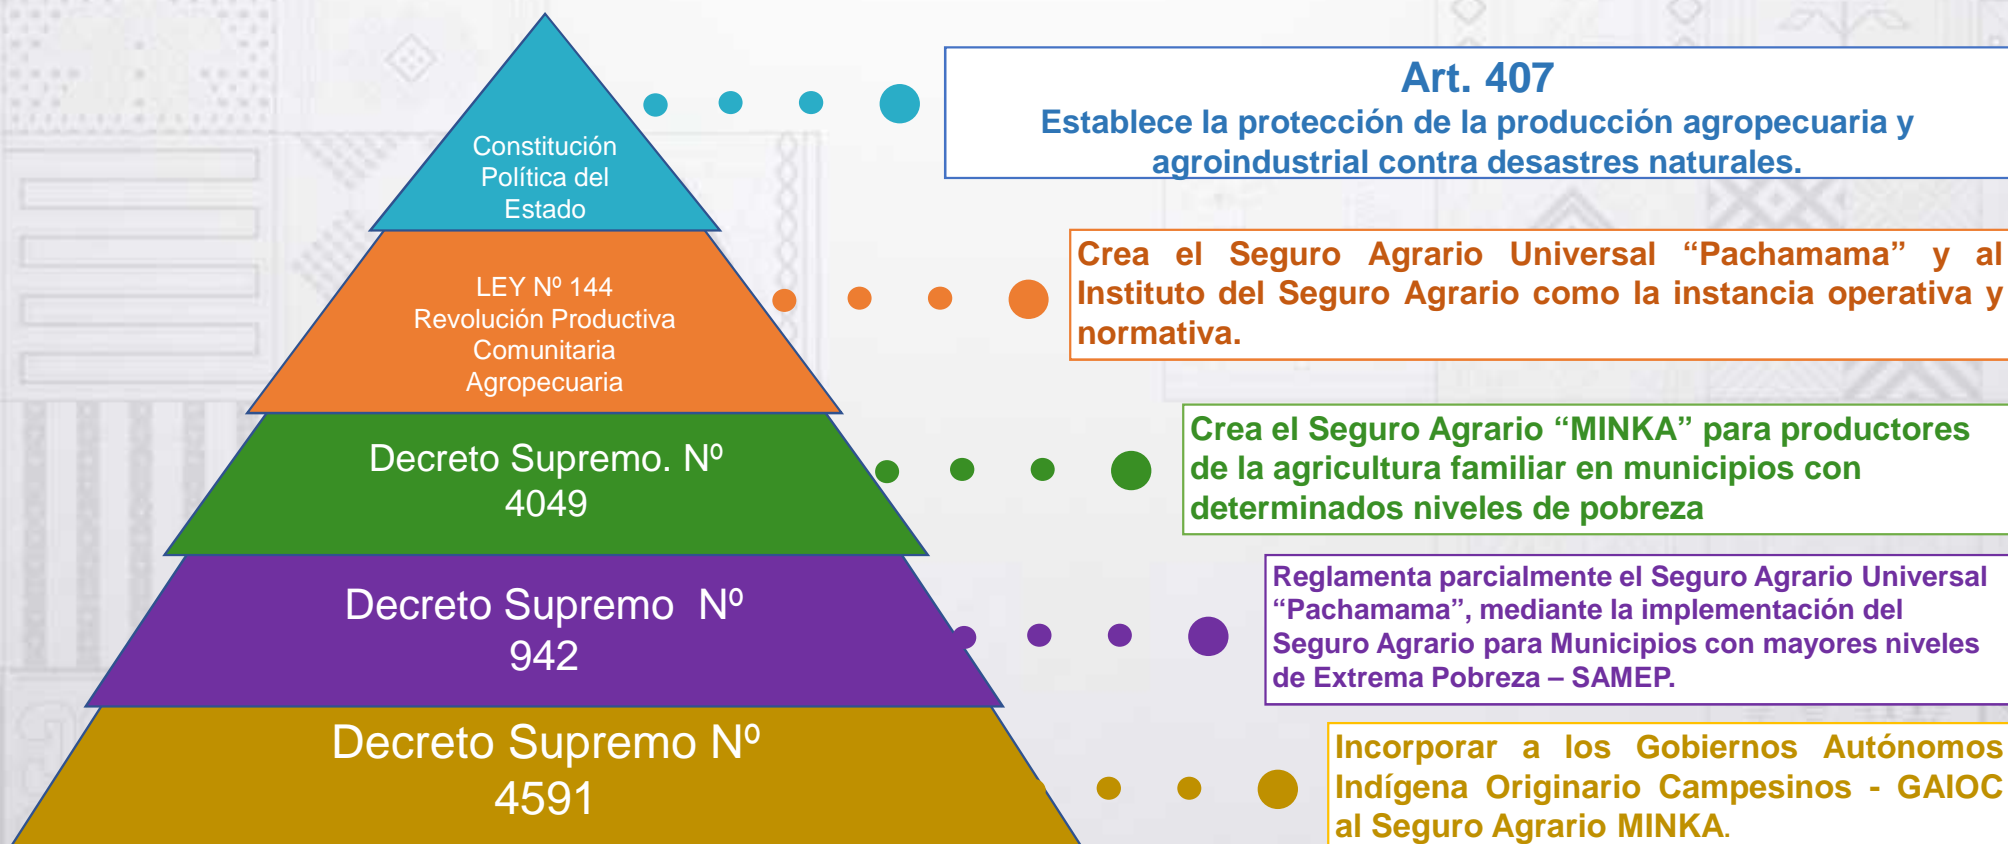 Constitución
Política del
Estado
Art. 407
Establece la protección de la producción agropecuaria y
agroindustrial contra desastres naturales.
LEY Nº 144
Revolución Productiva
Comunitaria
Agropecuaria
Crea el Seguro Agrario Universal “Pachamama” y al
Instituto del Seguro Agrario como la instancia operativa y
normativa.
Decreto Supremo. Nº
4049
Crea el Seguro Agrario “MINKA” para productores
de la agricultura familiar en municipios con
determinados niveles de pobreza
Decreto Supremo Nº
942
Reglamenta parcialmente el Seguro Agrario Universal
“Pachamama”, mediante la implementación del
Seguro Agrario para Municipios con mayores niveles
de Extrema Pobreza – SAMEP.
Decreto Supremo Nº
4591
Incorporar a los Gobiernos Autónomos
Indígena Originario Campesinos - GAIOC
al Seguro Agrario MINKA.